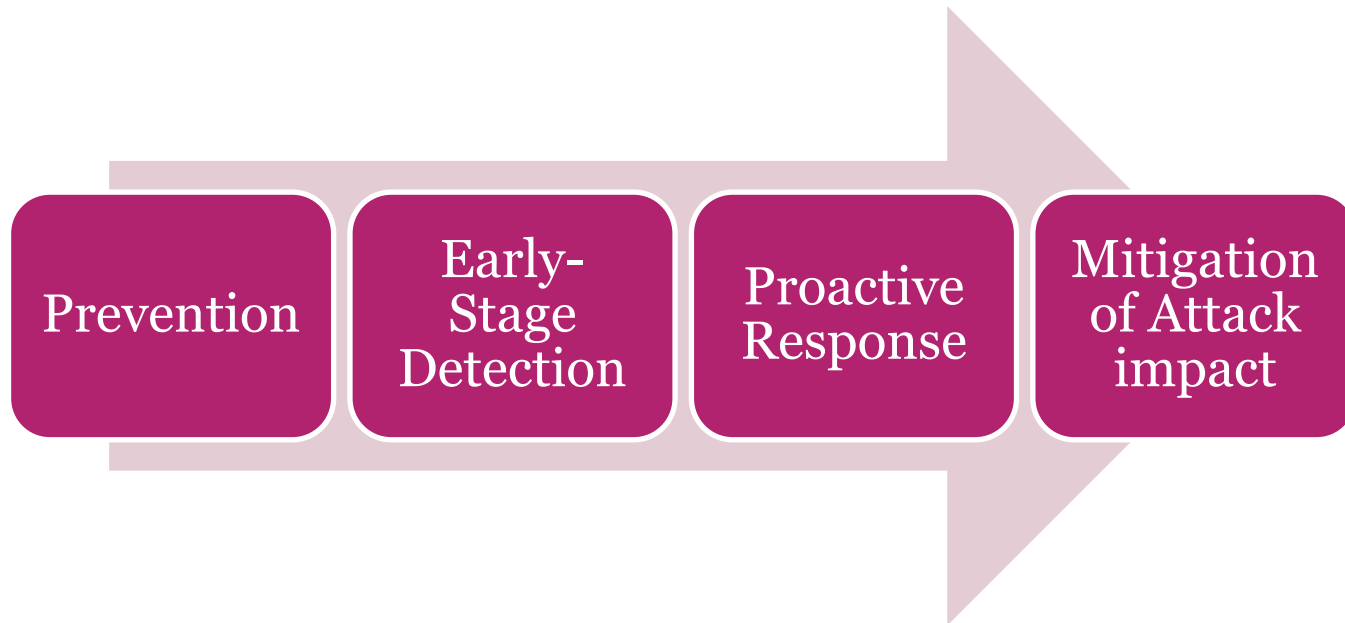 Prevention
Early-
Stage
Detection
Proactive
Response
Mitigation
of Attack
impact